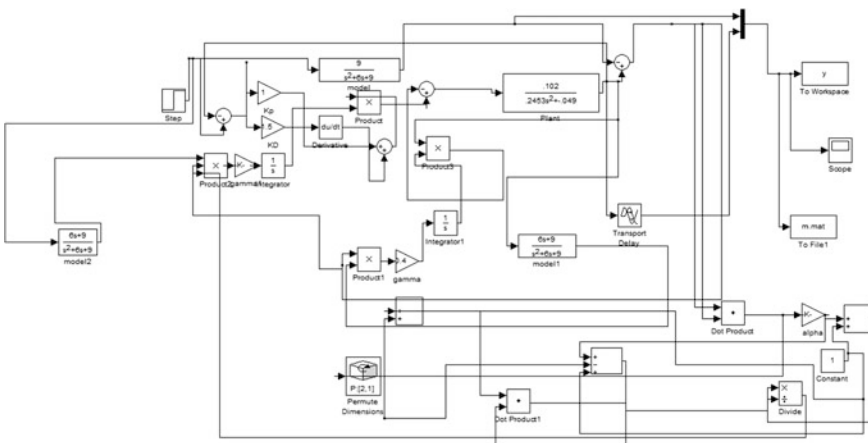 9
s²+6s+9
model
Step
1
Kp
1.5
KD
du/dt
Derivative
×
Product
.102
.2453s²+-.049
Plant
y
To Workspace
Scope
m.mat
To File1
×
Product3
×
Product2
K-
gamma1
1
s
Integrator
6s+9
s²+6s+9
model2
×
Product1
gamma
1
s
Integrator1
6s+9
s²+6s+9
model1
Transport
Delay
Dot Product
K-
alpha
1
Constant
P:[2,1]
Permute
Dimensions
Dot Product1
×
÷
Divide